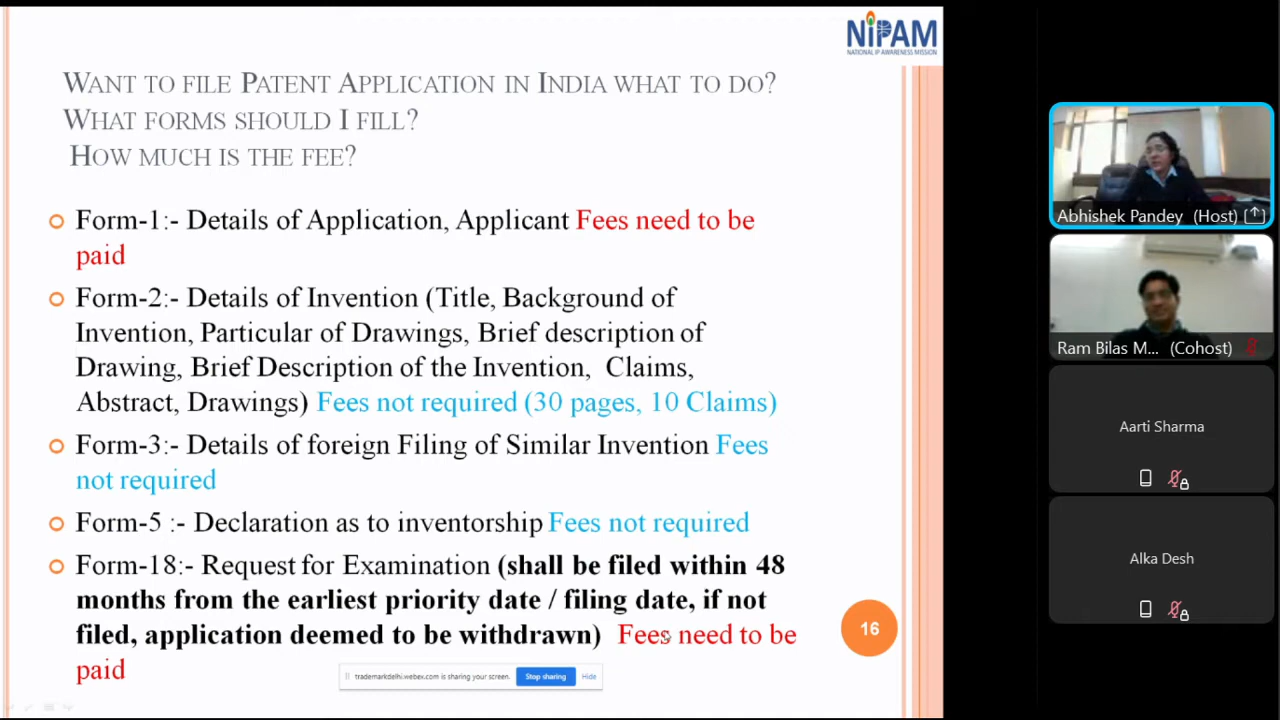 NIPAM
NATIONAL IP AWARENESS MISSION
WANT TO FILE PATENT APPLICATION IN INDIA WHAT TO DO?
WHAT FORMS SHOULD I FILL?
HOW MUCH IS THE FEE?
Form-1:- Details of Application, Applicant Fees need to be
paid
Form-2:- Details of Invention (Title, Background of
Invention, Particular of Drawings, Brief description of
Drawing, Brief Description of the Invention, Claims,
Abstract, Drawings) Fees not required (30 pages, 10 Claims)
Form-3:- Details of foreign Filing of Similar Invention Fees
not required
Form-5 :- Declaration as to inventorship Fees not required
Form-18:- Request for Examination (shall be filed within 48
months from the earliest priority date / filing date, if not
filed, application deemed to be withdrawn) Fees need to be
paid
16
trademarkdelhi.webex.com is sharing your screen. Stop sharing Hide
Abhishek Pandey (Host)
Ram Bilas M... (Cohost)
Aarti Sharma
Alka Desh